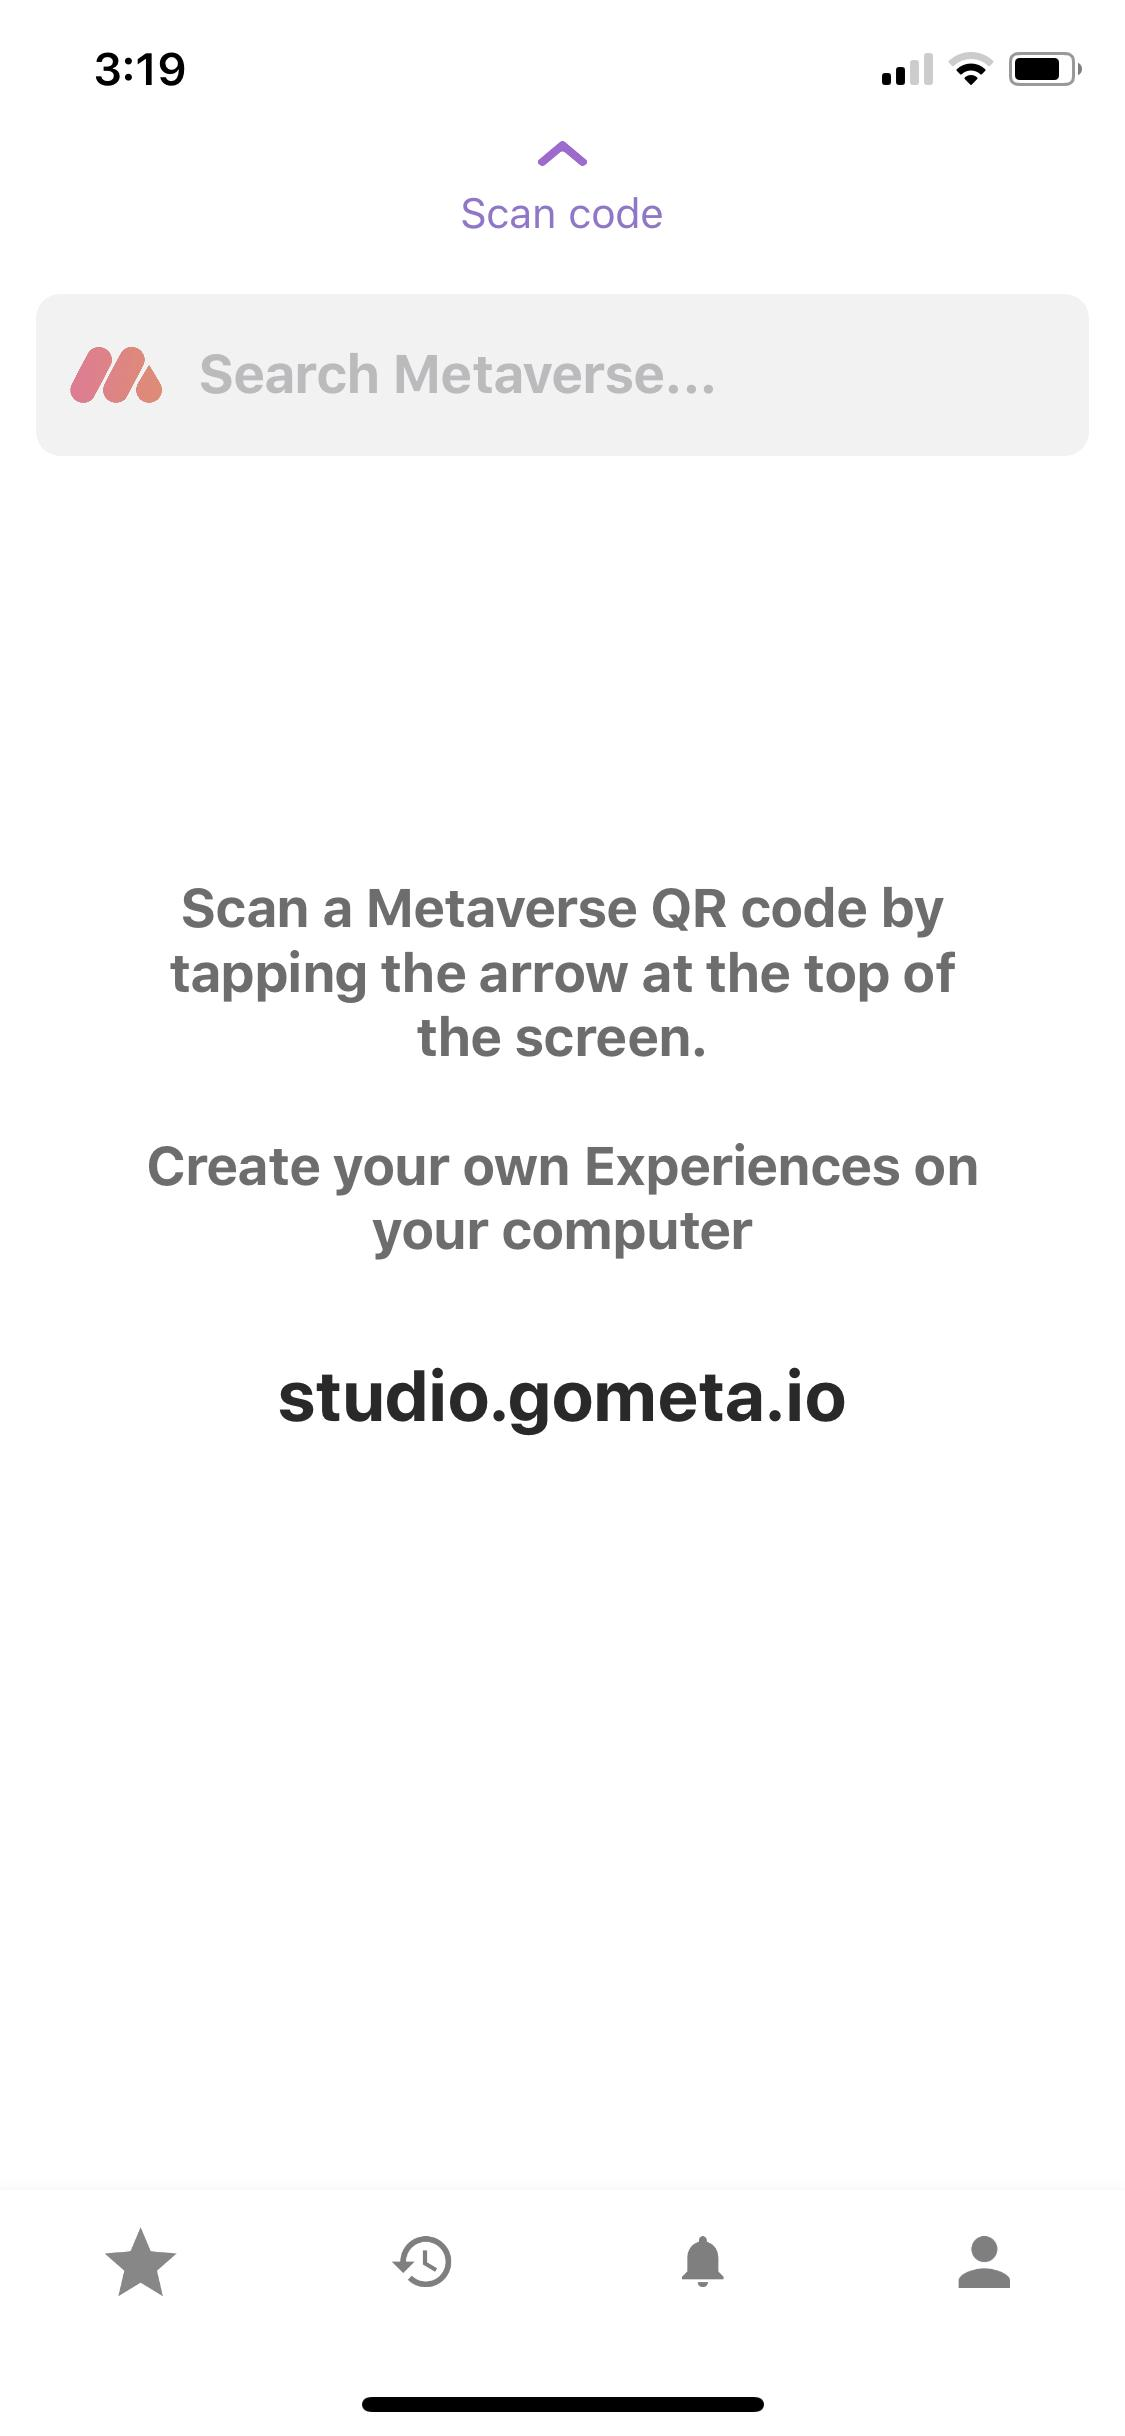 3:19
Scan code
Search Metaverse...
Scan a Metaverse QR code by
tapping the arrow at the top of
the screen.
Create your own Experiences on
your computer
studio.gometa.io